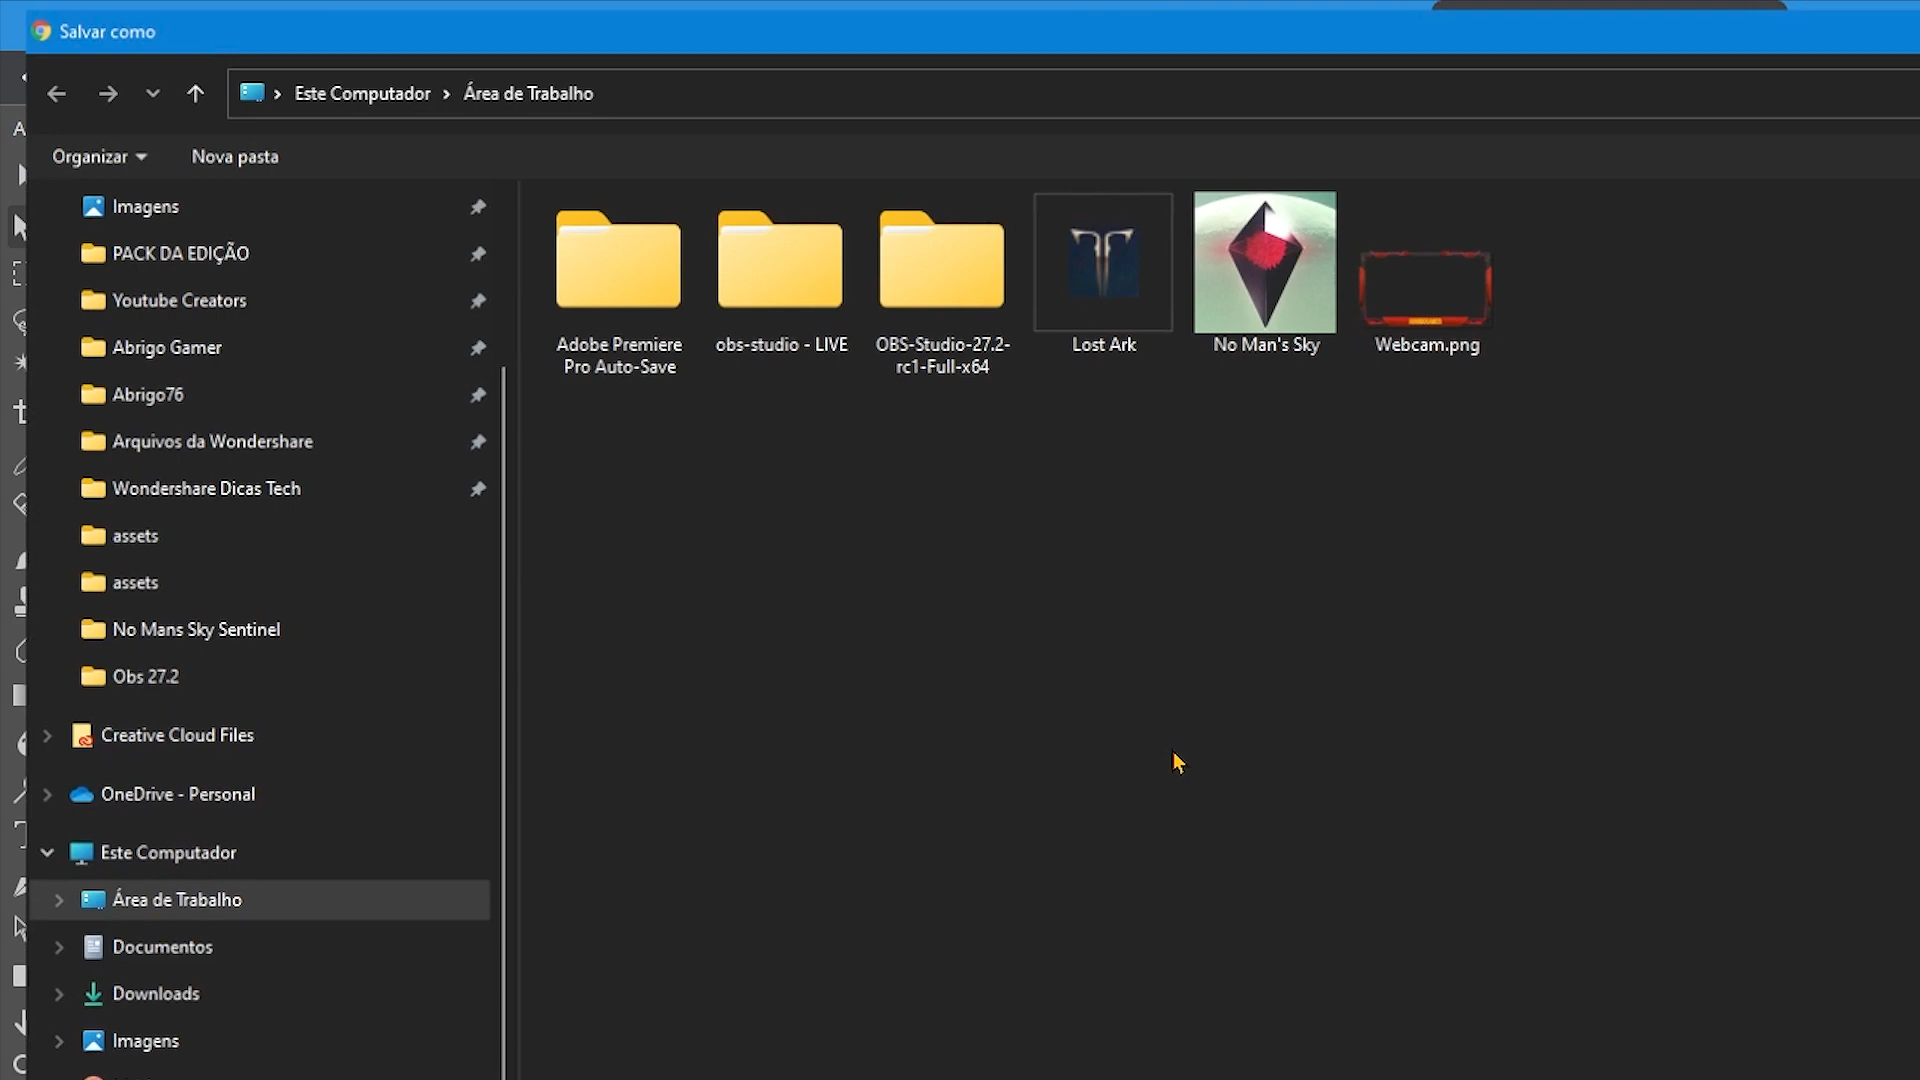 Salvar como
Este Computador
Área de Trabalho
Organizar
Nova pasta
Imagens
PACK DA EDIÇÃO
Youtube Creators
Abrigo Gamer
Abrigo76
Arquivos da Wondershare
Wondershare Dicas Tech
assets
assets
No Mans Sky Sentinel
Obs 27.2
Creative Cloud Files
OneDrive - Personal
Este Computador
Área de Trabalho
Documentos
Downloads
Imagens
Adobe Premiere
Pro Auto-Save
obs-studio - LIVE
OBS-Studio-27.2-
rc1-Full-x64
Lost Ark
No Man's Sky
Webcam.png